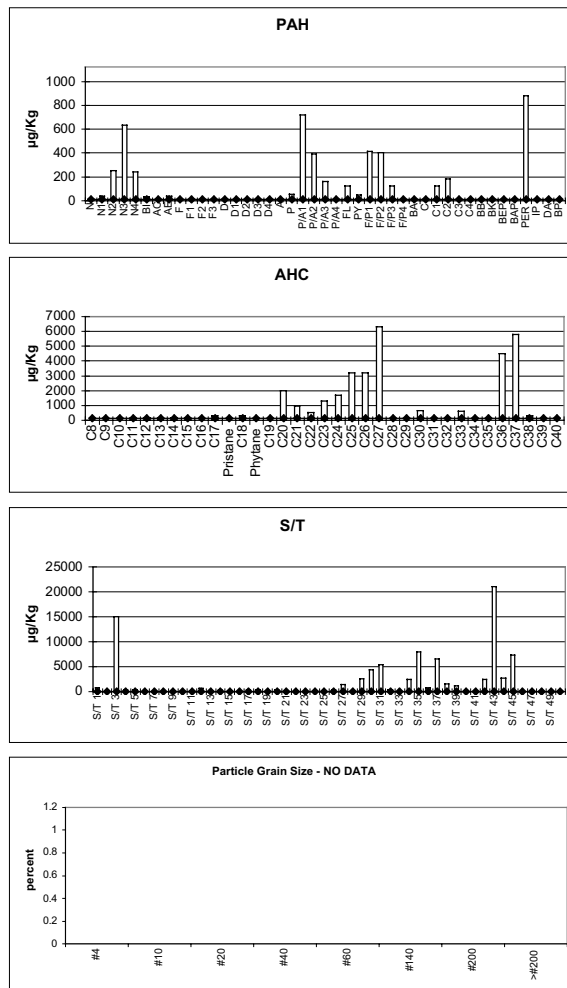 PAH
µg/Kg
1000
800
600
400
200
0
N N1 N2 N3 N4 BI AC AE F F1 F2 F3 D D1 D2 D3 D4 A P P/A1 P/A2 P/A3 P/A4 FL PY F/P1 F/P2 F/P3 F/P4 BA C C1 C2 C3 C4 BB BK BEP BAP PER IP DA BP
AHC
µg/Kg
7000
6000
5000
4000
3000
2000
1000
0
C8 C9 C10 C11 C12 C13 C14 C15 C16 C17 Pristane C18 Phytane C19 C20 C21 C22 C23 C24 C25 C26 C27 C28 C29 C30 C31 C32 C33 C34 C35 C36 C37 C38 C39 C40
S/T
µg/Kg
25000
20000
15000
10000
5000
0
S/T 1 S/T 3 S/T 5 S/T 7 S/T 9 S/T 11 S/T 13 S/T 15 S/T 17 S/T 19 S/T 21 S/T 23 S/T 25 S/T 27 S/T 29 S/T 31 S/T 33 S/T 35 S/T 37 S/T 39 S/T 41 S/T 43 S/T 45 S/T 47 S/T 49
Particle Grain Size - NO DATA
percent
1.2
1
0.8
0.6
0.4
0.2
0
#4 #10 #20 #40 #60 #140 #200 >#200